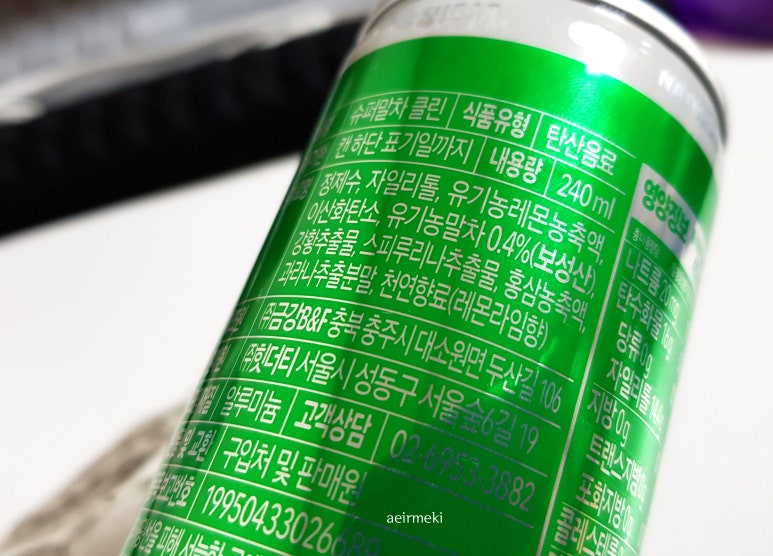 슈퍼말차 클린 식품유형 탄산음료
캔 하단 표기일까지 내용량 240 ml
정제수, 자일리톨, 유기농레몬농축액,
이산화탄소, 유기농말차 0.4%(보성산),
강황추출물, 스피루리나추출물, 홍삼농축액,
과라나추출분말, 천연향료(레몬라임향)
㈜금강B&F 충북 충주시 대소원면 두산길 106
㈜힛더티 서울시 성동구 서울숲6길 19
알루미늄 고객상담 02-6953-3882
구입처 및 판매원
19950433026689
영양정보
나트륨
탄수화물
당류 0g
자일리톨
지방 0g
트랜스지방
포화지방 0g
콜레스테롤
aeirmeki